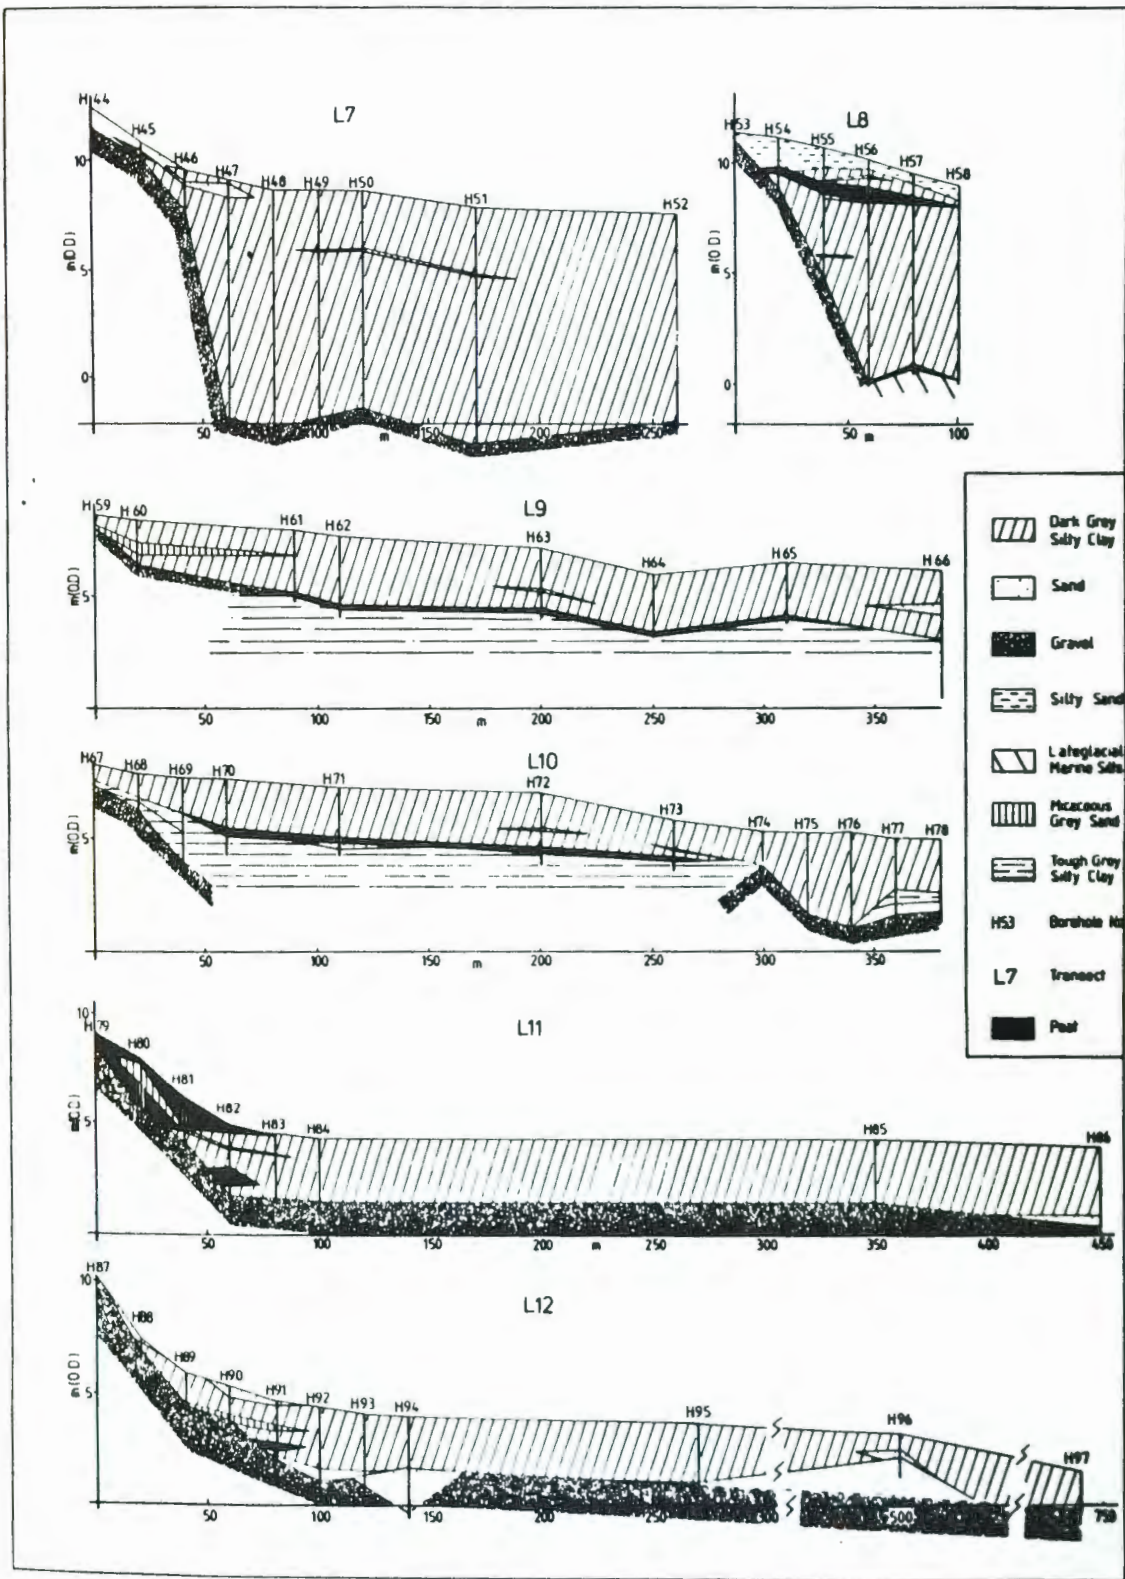 L7
H44
H45
H46
H47
H48
H49
H50
H51
H52
10
5
0
m(O.D)
50
100
m
150
200
250
L8
H53
H54
H55
H56
H57
H58
10
5
0
m(O.D)
50
m
100
L9
H59
H60
H61
H62
H63
H64
H65
H66
5
m(O.D)
50
100
150
m
200
250
300
350
L10
H67
H68
H69
H70
H71
H72
H73
H74
H75
H76
H77
H78
5
m(O.D)
50
100
150
m
200
250
300
350
Dark Grey
Silty Clay
Sand
Gravel
Silty Sand
Lateglacial
Marine Silts
Micaceous
Grey Sand
Tough Grey
Silty Clay
H53 Borehole No
L7 Transect
Peat
L11
10
H79
H80
H81
H82
H83
H84
H85
H86
5
m(O.D)
50
100
150
200
m
250
300
350
400
450
L12
H87
10
H88
H89
H90
H91
H92
H93
H94
H95
H96
H97
5
m(O.D)
50
100
150
200
250
300
500
750